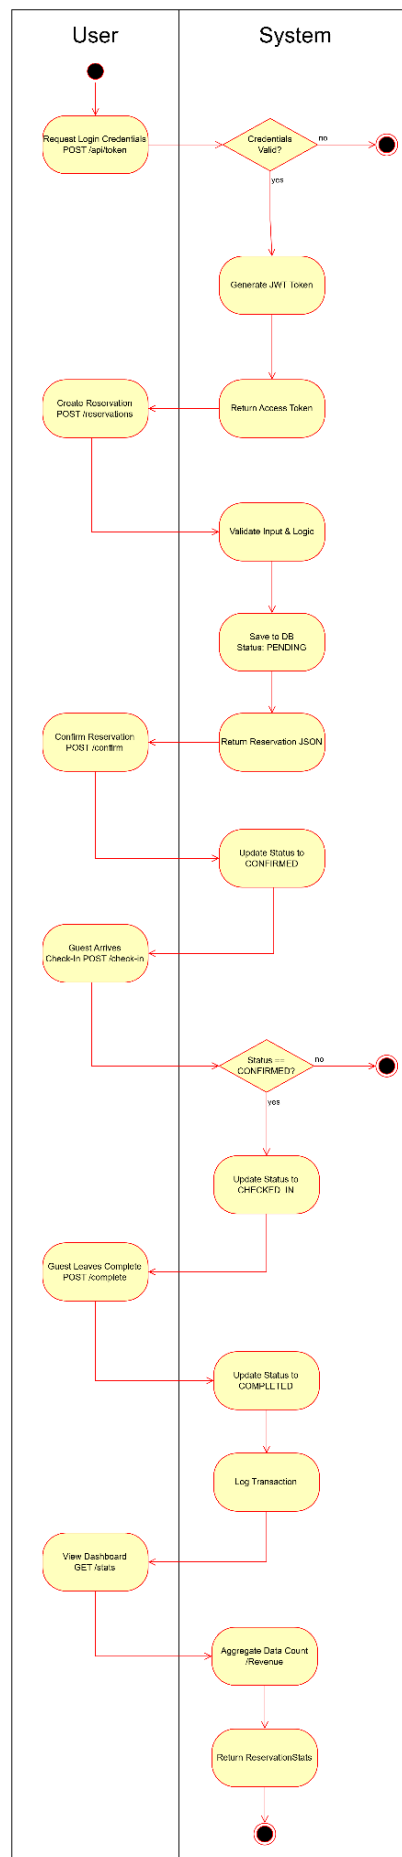 User
System
Request Login Credentials
POST /api/token
Credentials
Valid?
no
yes
Generate JWT Token
Create Reservation
POST /reservations
Return Access Token
Validate Input & Logic
Save to DB
Status: PENDING
Confirm Reservation
POST /confirm
Return Reservation JSON
Update Status to
CONFIRMED
Guest Arrives
Check-In POST /check-in
Status ==
CONFIRMED?
no
yes
Update Status to
CHECKED_IN
Guest Leaves Complete
POST /complete
Update Status to
COMPLETED
Log Transaction
View Dashboard
GET /stats
Aggregate Data Count
/Revenue
Return ReservationStats